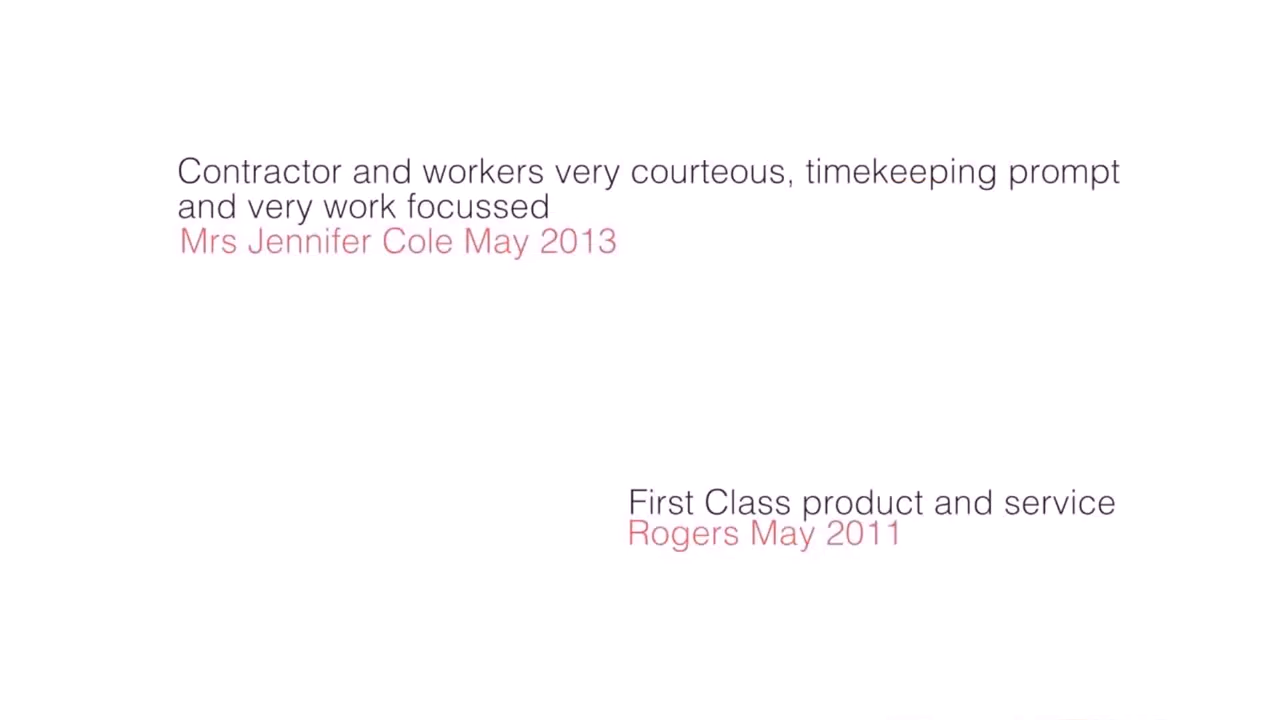 Contractor and workers very courteous, timekeeping prompt
and very work focussed
Mrs Jennifer Cole May 2013
First Class product and service
Rogers May 2011